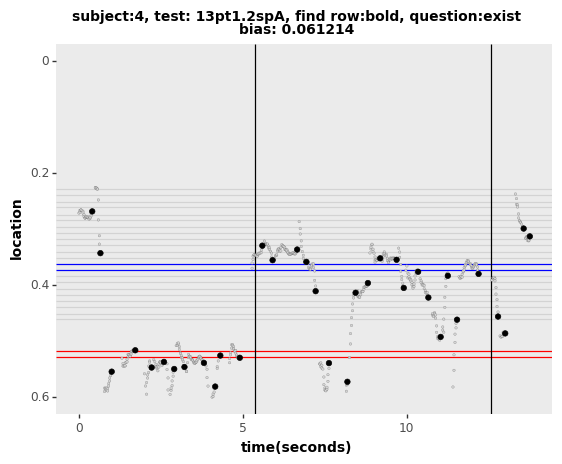 subject:4, test: 13pt1.2spA, find row:bold, question:exist
bias: 0.061214
0
0.2
0.4
0.6
location
0
5
10
time(seconds)